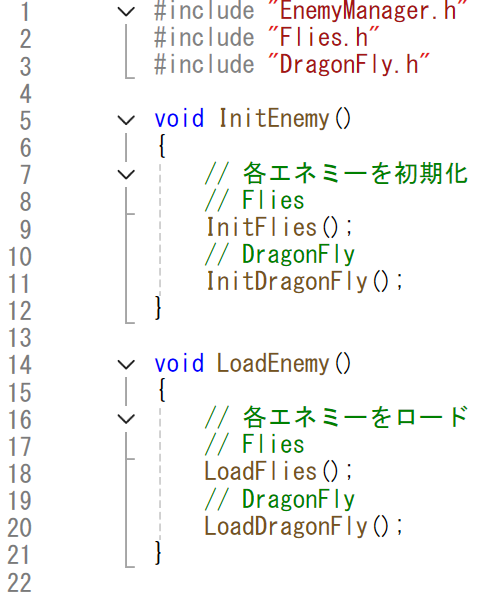 1 #include "EnemyManager.h"
2 #include "Flies.h"
3 #include "DragonFly.h"
4
5 void InitEnemy()
6 {
7 // 各エネミーを初期化
8 // Flies
9 InitFlies();
10 // DragonFly
11 InitDragonFly();
12 }
13
14 void LoadEnemy()
15 {
16 // 各エネミーをロード
17 // Flies
18 LoadFlies();
19 // DragonFly
20 LoadDragonFly();
21 }
22